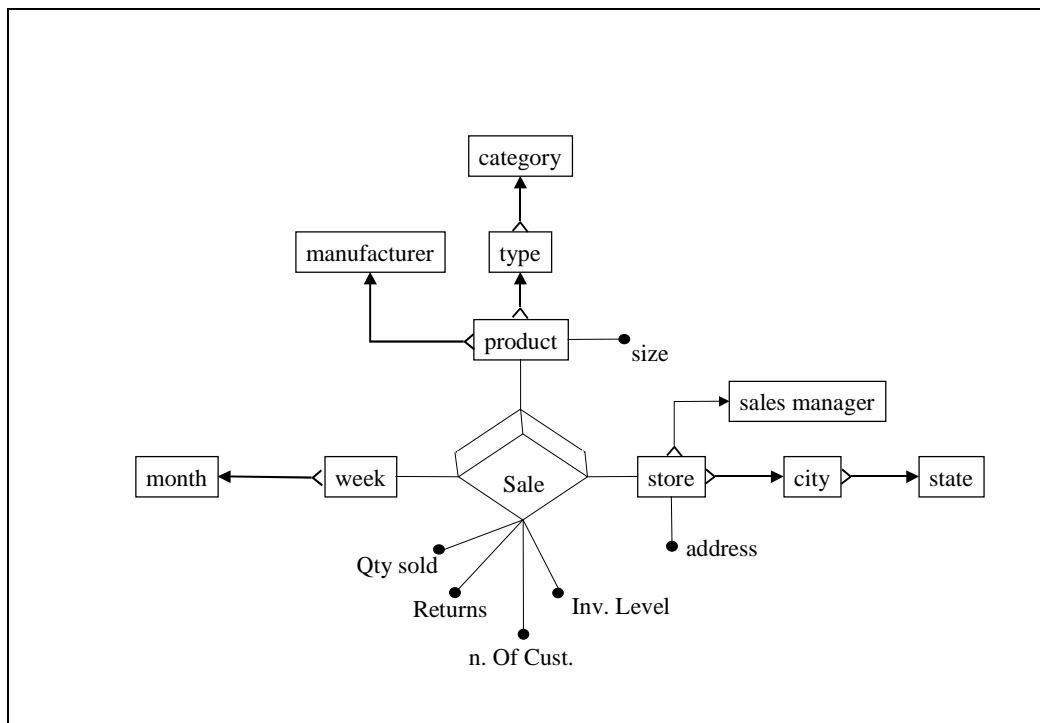 category
manufacturer
type
product
size
sales manager
month
week
Sale
store
city
state
Qty sold
address
Returns
Inv. Level
n. Of Cust.